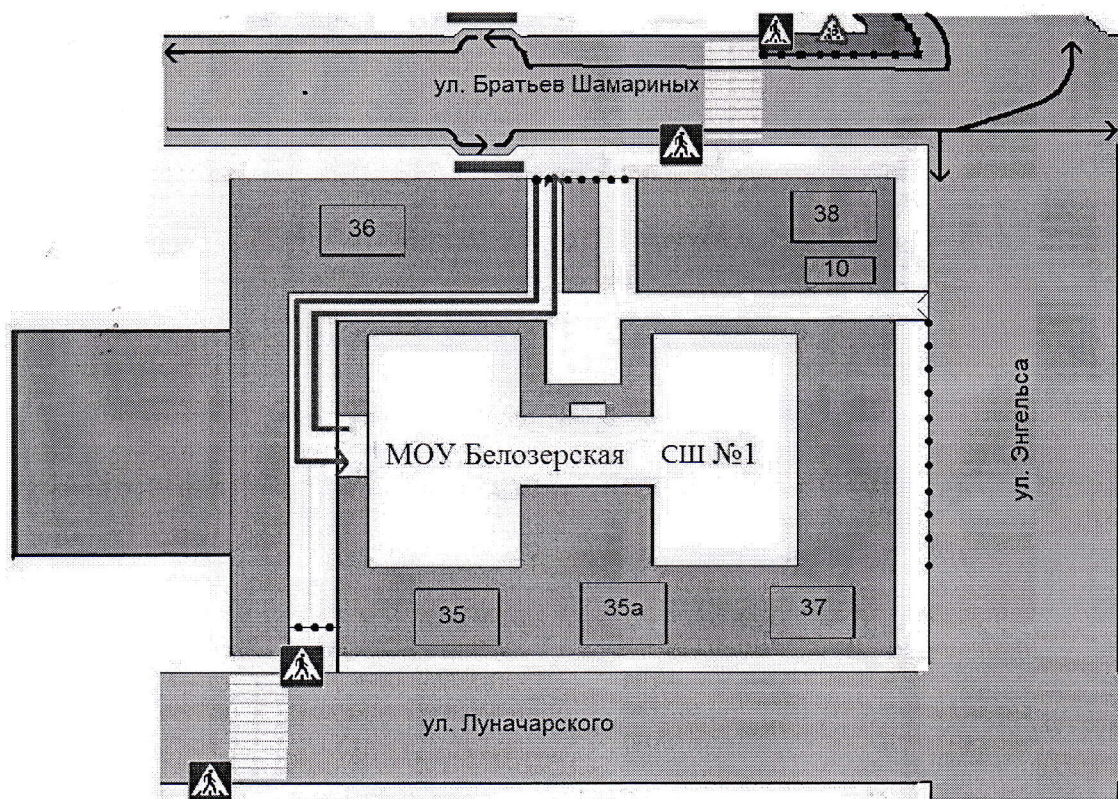 ул. Братьев Шамариных
36
38
10
МОУ Белозерская СШ №1
ул. Энгельса
35
35а
37
ул. Луначарского